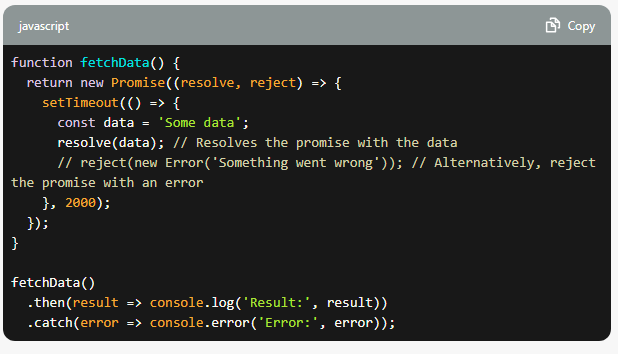 javascript
Copy
function fetchData() {
  return new Promise((resolve, reject) => {
    setTimeout(() => {
      const data = 'Some data';
      resolve(data); // Resolves the promise with the data
      // reject(new Error('Something went wrong')); // Alternatively, reject
the promise with an error
    }, 2000);
  });
}

fetchData()
  .then(result => console.log('Result:', result))
  .catch(error => console.error('Error:', error));